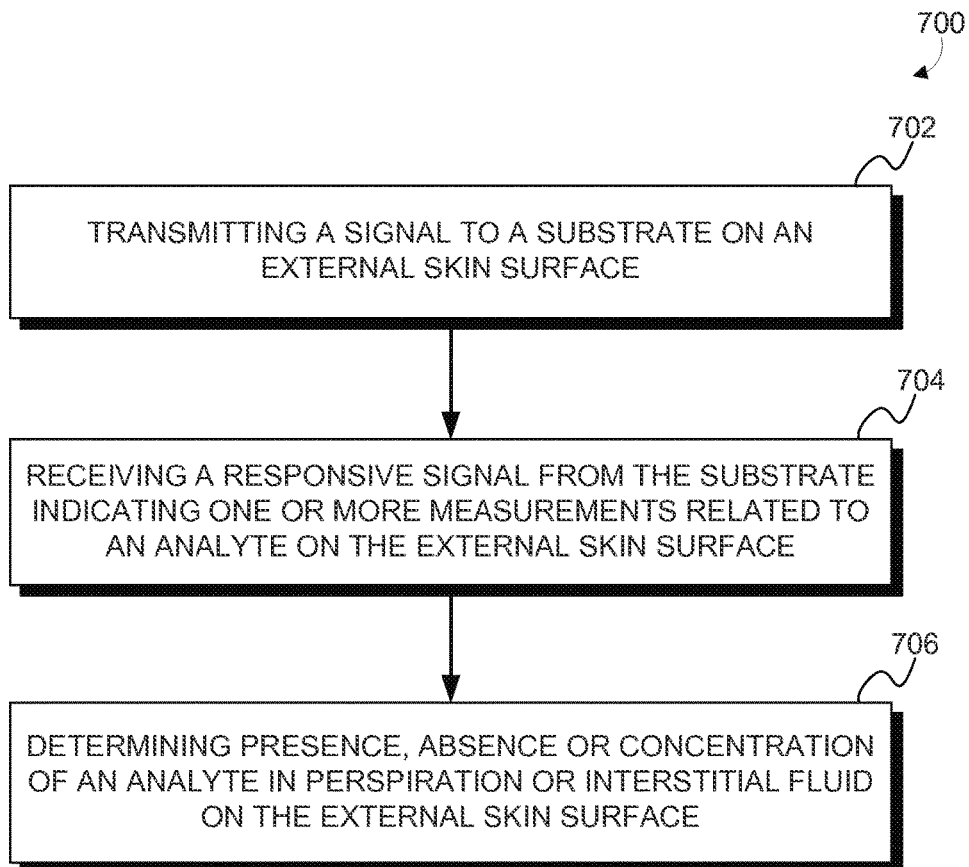 700
702
TRANSMITTING A SIGNAL TO A SUBSTRATE ON AN
EXTERNAL SKIN SURFACE
704
RECEIVING A RESPONSIVE SIGNAL FROM THE SUBSTRATE
INDICATING ONE OR MORE MEASUREMENTS RELATED TO
AN ANALYTE ON THE EXTERNAL SKIN SURFACE
706
DETERMINING PRESENCE, ABSENCE OR CONCENTRATION
OF AN ANALYTE IN PERSPIRATION OR INTERSTITIAL FLUID
ON THE EXTERNAL SKIN SURFACE